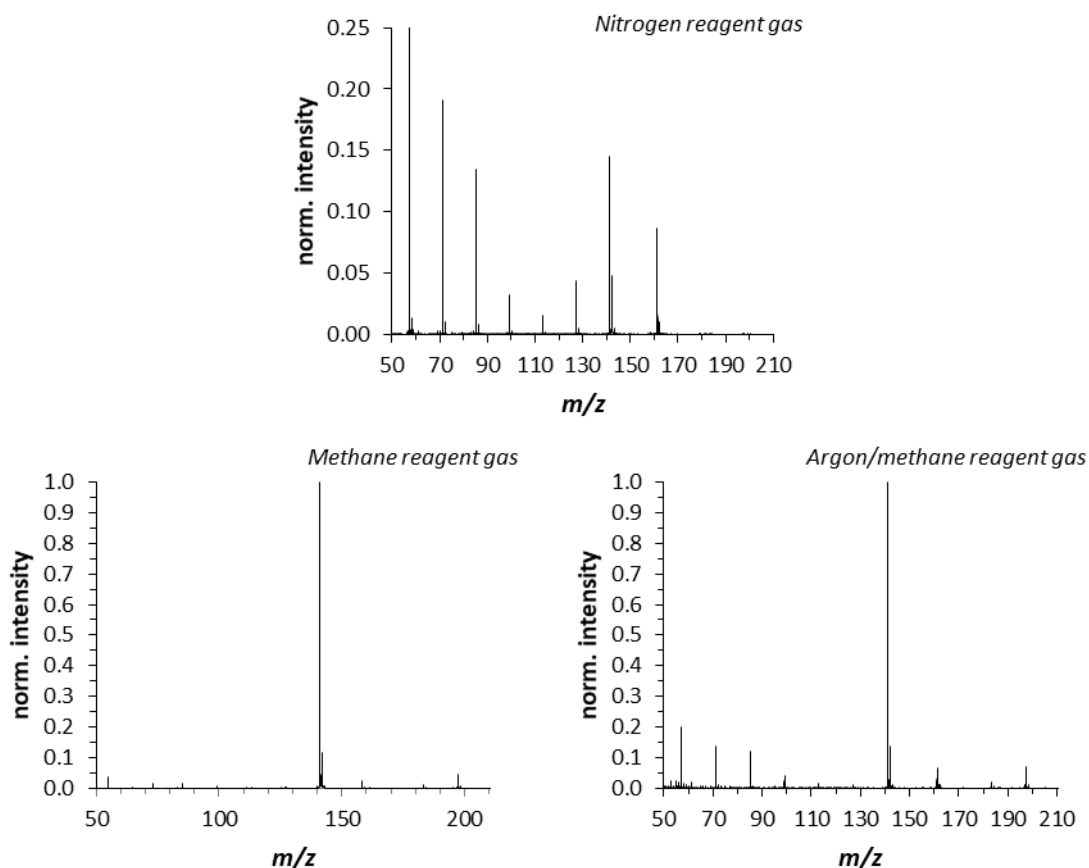 Nitrogen reagent gas
norm. intensity
0.25
0.20
0.15
0.10
0.05
0.00
50 70 90 110 130 150 170 190 210
m/z
Methane reagent gas
norm. intensity
1.0
0.9
0.8
0.7
0.6
0.5
0.4
0.3
0.2
0.1
0.0
50 100 150 200
m/z
Argon/methane reagent gas
norm. intensity
1.0
0.9
0.8
0.7
0.6
0.5
0.4
0.3
0.2
0.1
0.0
50 70 90 110 130 150 170 190 210
m/z